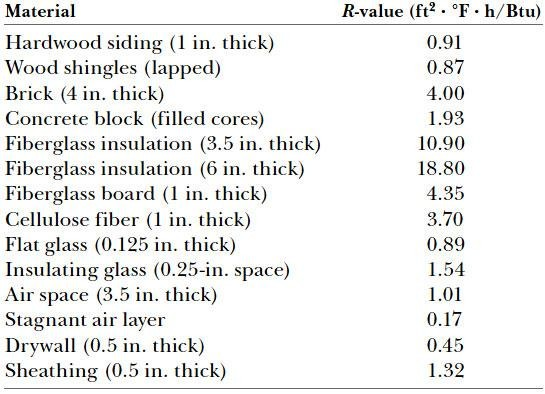 Material R-value (ft² · °F · h/Btu)
Hardwood siding (1 in. thick) 0.91
Wood shingles (lapped) 0.87
Brick (4 in. thick) 4.00
Concrete block (filled cores) 1.93
Fiberglass insulation (3.5 in. thick) 10.90
Fiberglass insulation (6 in. thick) 18.80
Fiberglass board (1 in. thick) 4.35
Cellulose fiber (1 in. thick) 3.70
Flat glass (0.125 in. thick) 0.89
Insulating glass (0.25-in. space) 1.54
Air space (3.5 in. thick) 1.01
Stagnant air layer 0.17
Drywall (0.5 in. thick) 0.45
Sheathing (0.5 in. thick) 1.32